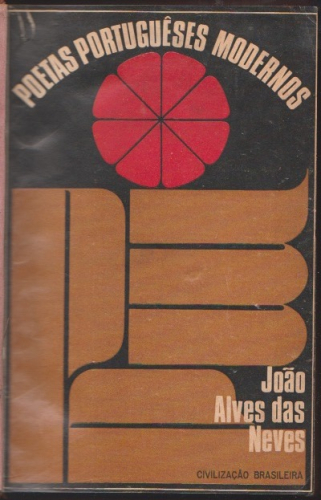 POETAS PORTUGUÊSES MODERNOS
João
Alves das
Neves
CIVILIZAÇÃO BRASILEIRA